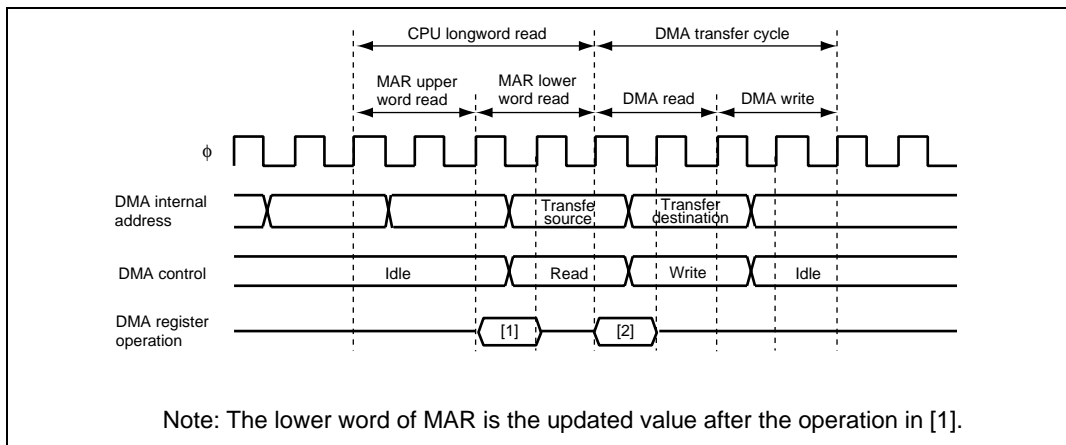 CPU longword read
DMA transfer cycle
MAR upper
word read
MAR lower
word read
DMA read
DMA write
ϕ
DMA internal
address
Transfe
source
Transfer
destination
DMA control
Idle
Read
Write
Idle
DMA register
operation
[1]
[2]
Note: The lower word of MAR is the updated value after the operation in [1].